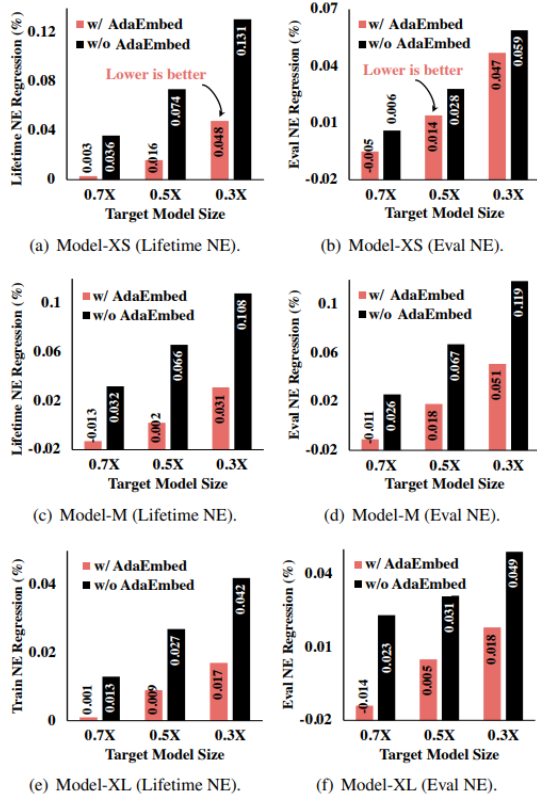 Lifetime NE Regression (%)
0.12
0.08
0.04
0
w/ AdaEmbed
w/o AdaEmbed
Lower is better
0.003
0.036
0.016
0.074
0.048
0.131
0.7X 0.5X 0.3X
Target Model Size
(a) Model-XS (Lifetime NE).
Eval NE Regression (%)
0.07
0.04
0.01
-0.02
w/ AdaEmbed
w/o AdaEmbed
Lower is better
-0.005
0.006
0.014
0.028
0.047
0.059
0.7X 0.5X 0.3X
Target Model Size
(b) Model-XS (Eval NE).
Lifetime NE Regression (%)
0.1
0.06
0.02
-0.02
w/ AdaEmbed
w/o AdaEmbed
-0.013
0.032
0.002
0.066
0.031
0.108
0.7X 0.5X 0.3X
Target Model Size
(c) Model-M (Lifetime NE).
Eval NE Regression (%)
0.1
0.06
0.02
-0.02
w/ AdaEmbed
w/o AdaEmbed
-0.011
0.026
0.018
0.067
0.051
0.119
0.7X 0.5X 0.3X
Target Model Size
(d) Model-M (Eval NE).
Train NE Regression (%)
0.04
0.02
0
w/ AdaEmbed
w/o AdaEmbed
0.001
0.013
0.009
0.027
0.017
0.042
0.7X 0.5X 0.3X
Target Model Size
(e) Model-XL (Lifetime NE).
Eval NE Regression (%)
0.04
0.01
-0.02
w/ AdaEmbed
w/o AdaEmbed
-0.014
0.023
0.005
0.031
0.018
0.049
0.7X 0.5X 0.3X
Target Model Size
(f) Model-XL (Eval NE).